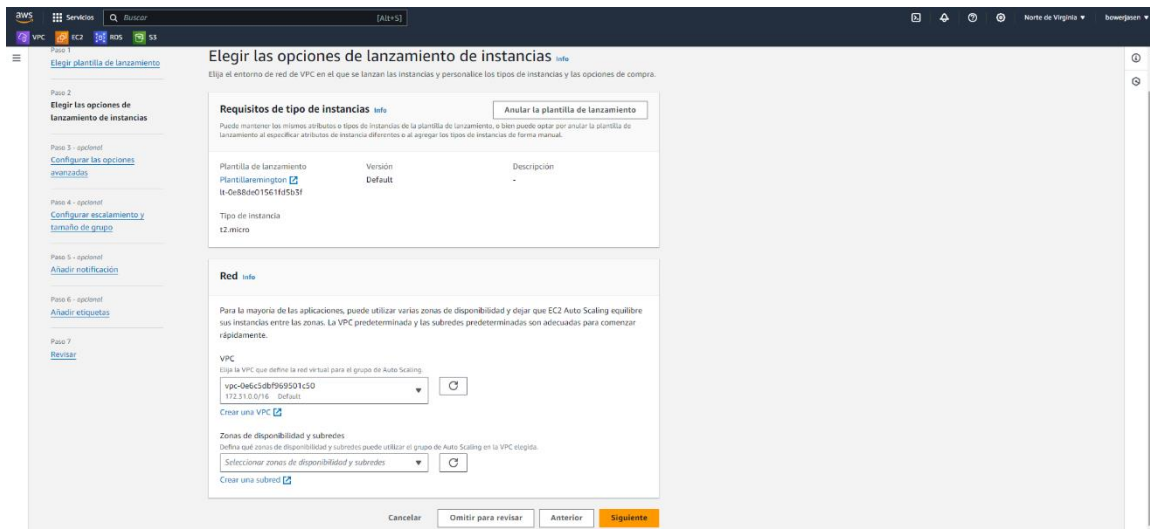 aws
Servicios
Buscar
[Alt+S]
Norte de Virginia
bowerjasen
VPC
EC2
RDS
S3
Paso 1
Elegir plantilla de lanzamiento
Paso 2
Elegir las opciones de
lanzamiento de instancias
Paso 3 - opcional
Configurar las opciones
avanzadas
Paso 4 - opcional
Configurar escalamiento y
tamaño de grupo
Paso 5 - opcional
Añadir notificación
Paso 6 - opcional
Añadir etiquetas
Paso 7
Revisar
Elegir las opciones de lanzamiento de instancias Info
Elija el entorno de red de VPC en el que se lanzan las instancias y personalice los tipos de instancias y las opciones de compra.
Requisitos de tipo de instancias Info
Anular la plantilla de lanzamiento
Puede mantener los mismos atributos o tipos de instancias de la plantilla de lanzamiento, o bien puede optar por anular la plantilla de
lanzamiento al especificar atributos de instancia diferentes o al agregar los tipos de instancias de forma manual.
Plantilla de lanzamiento
Plantillaremington
lt-0e88de01561fd5b3f
Versión
Default
Descripción
-
Tipo de instancia
t2.micro
Red Info
Para la mayoría de las aplicaciones, puede utilizar varias zonas de disponibilidad y dejar que EC2 Auto Scaling equilibre
sus instancias entre las zonas. La VPC predeterminada y las subredes predeterminadas son adecuadas para comenzar
rápidamente.
VPC
Elija la VPC que define la red virtual para el grupo de Auto Scaling.
vpc-0e6c5dbf969501c50
172.31.0.0/16 Default
Crear una VPC
Zonas de disponibilidad y subredes
Defina qué zonas de disponibilidad y subredes puede utilizar el grupo de Auto Scaling en la VPC elegida.
Seleccionar zonas de disponibilidad y subredes
Crear una subred
Cancelar
Omitir para revisar
Anterior
Siguiente